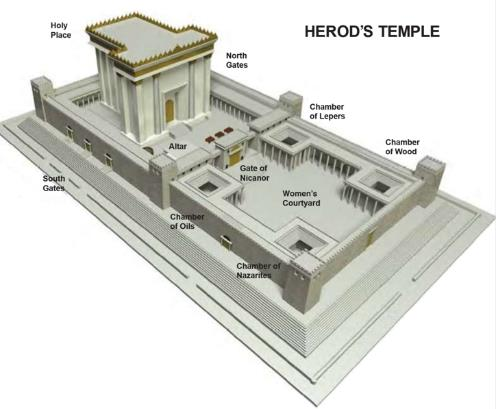 HEROD'S TEMPLE
Holy
Place
North
Gates
Chamber
of Lepers
Chamber
of Wood
Altar
Gate of
Nicanor
Women's
Courtyard
South
Gates
Chamber
of Oils
Chamber of
Nazarites